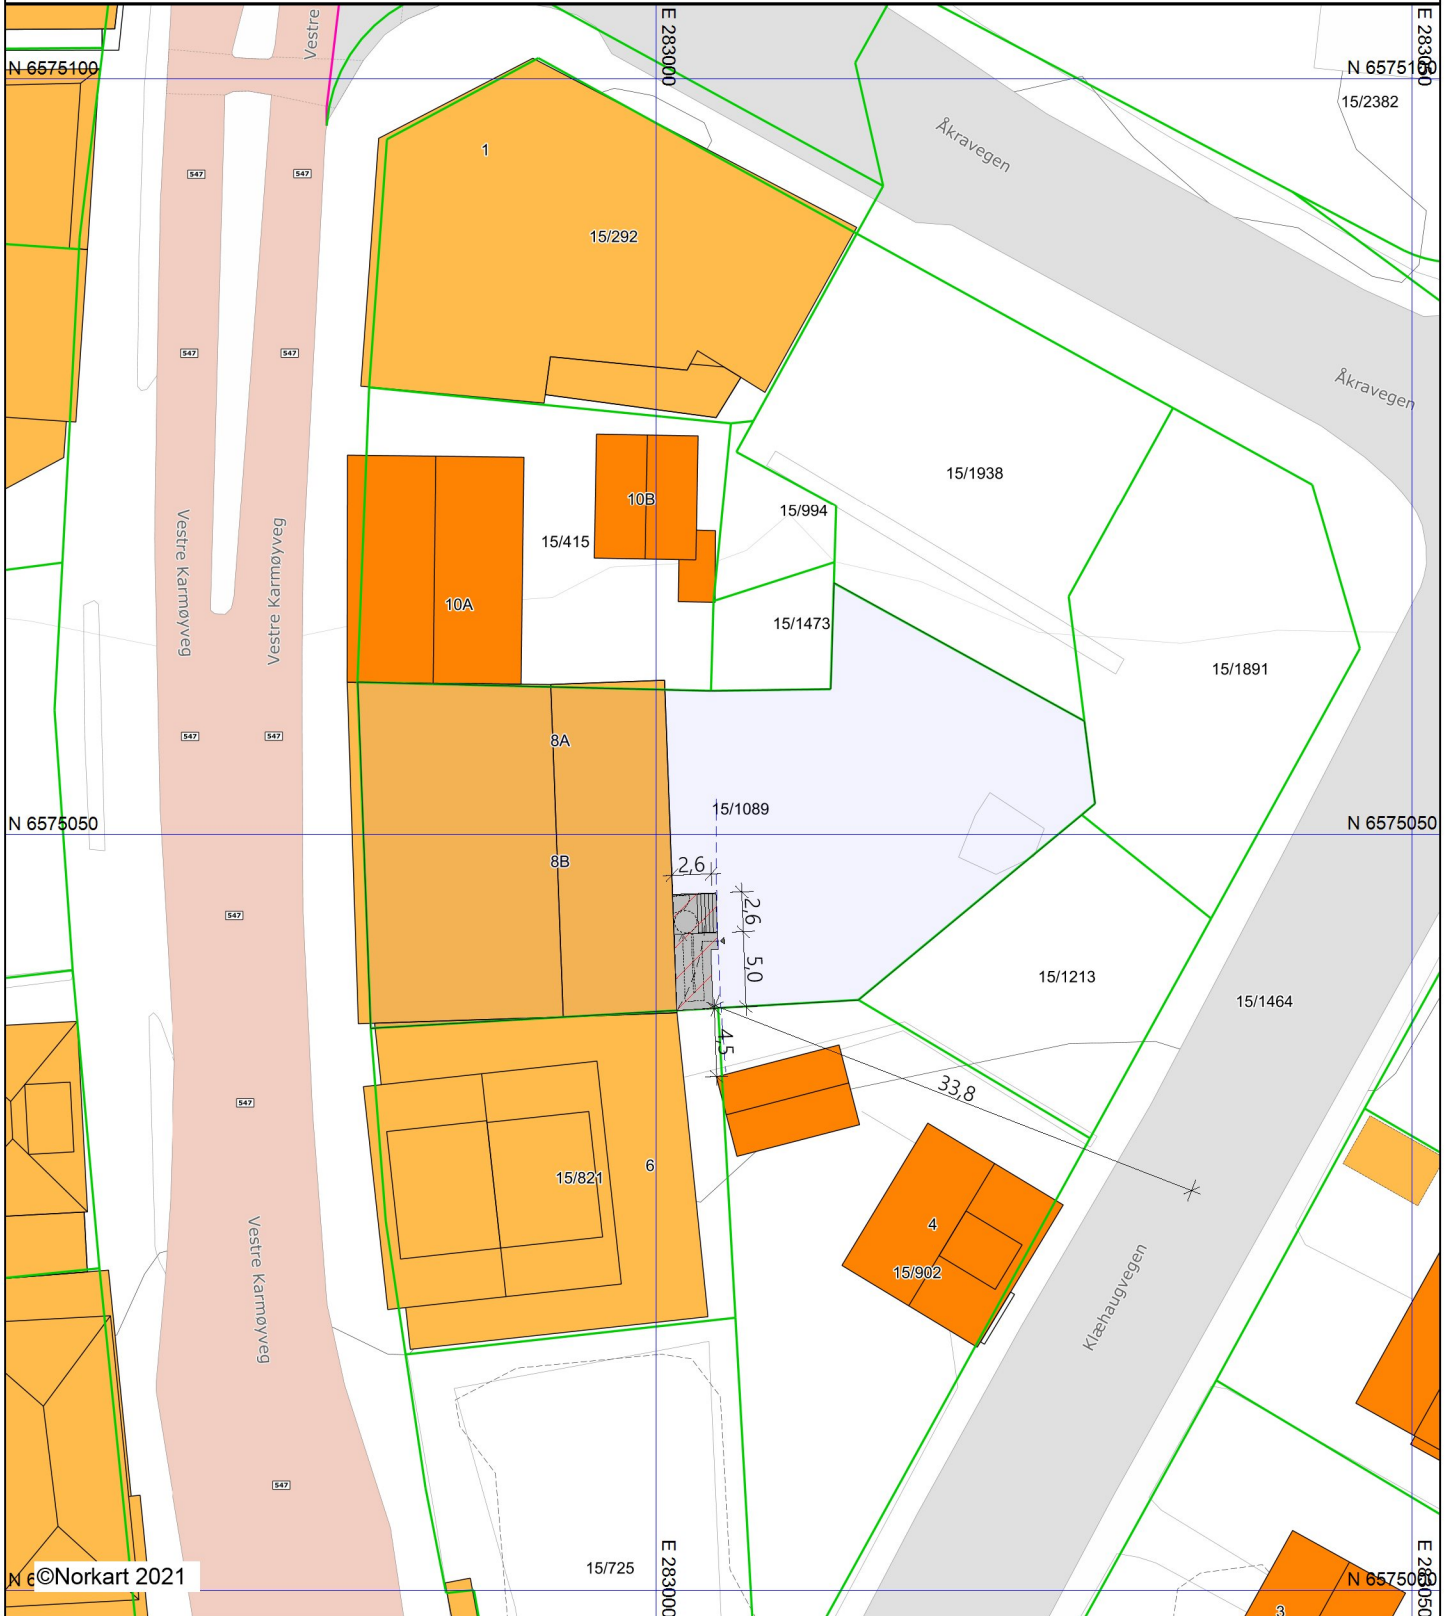 Vestre
E 283000
E 283050
N 6575100
N 6575100
15/2382
Åkravegen
1
547
547
15/292
547
547
Åkravegen
15/1938
10B
15/994
15/415
Vestre Karmøyveg
Vestre Karmøyveg
10A
15/1473
15/1891
547
547
8A
15/1089
N 6575050
N 6575050
8B
2,6
2,6
547
5,0
15/1213
15/1464
4,5
33,8
547
6
15/821
4
15/902
Vestre Karmøyveg
Klæhaugvegen
547
E 283000
E 283050
15/725
N 6
©Norkart 2021
3